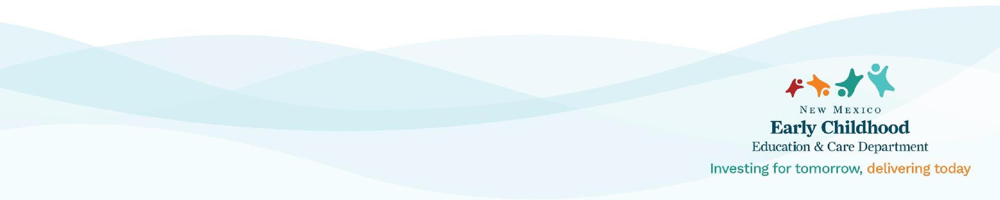 NEW MEXICO
Early Childhood
Education & Care Department
Investing for tomorrow, delivering today